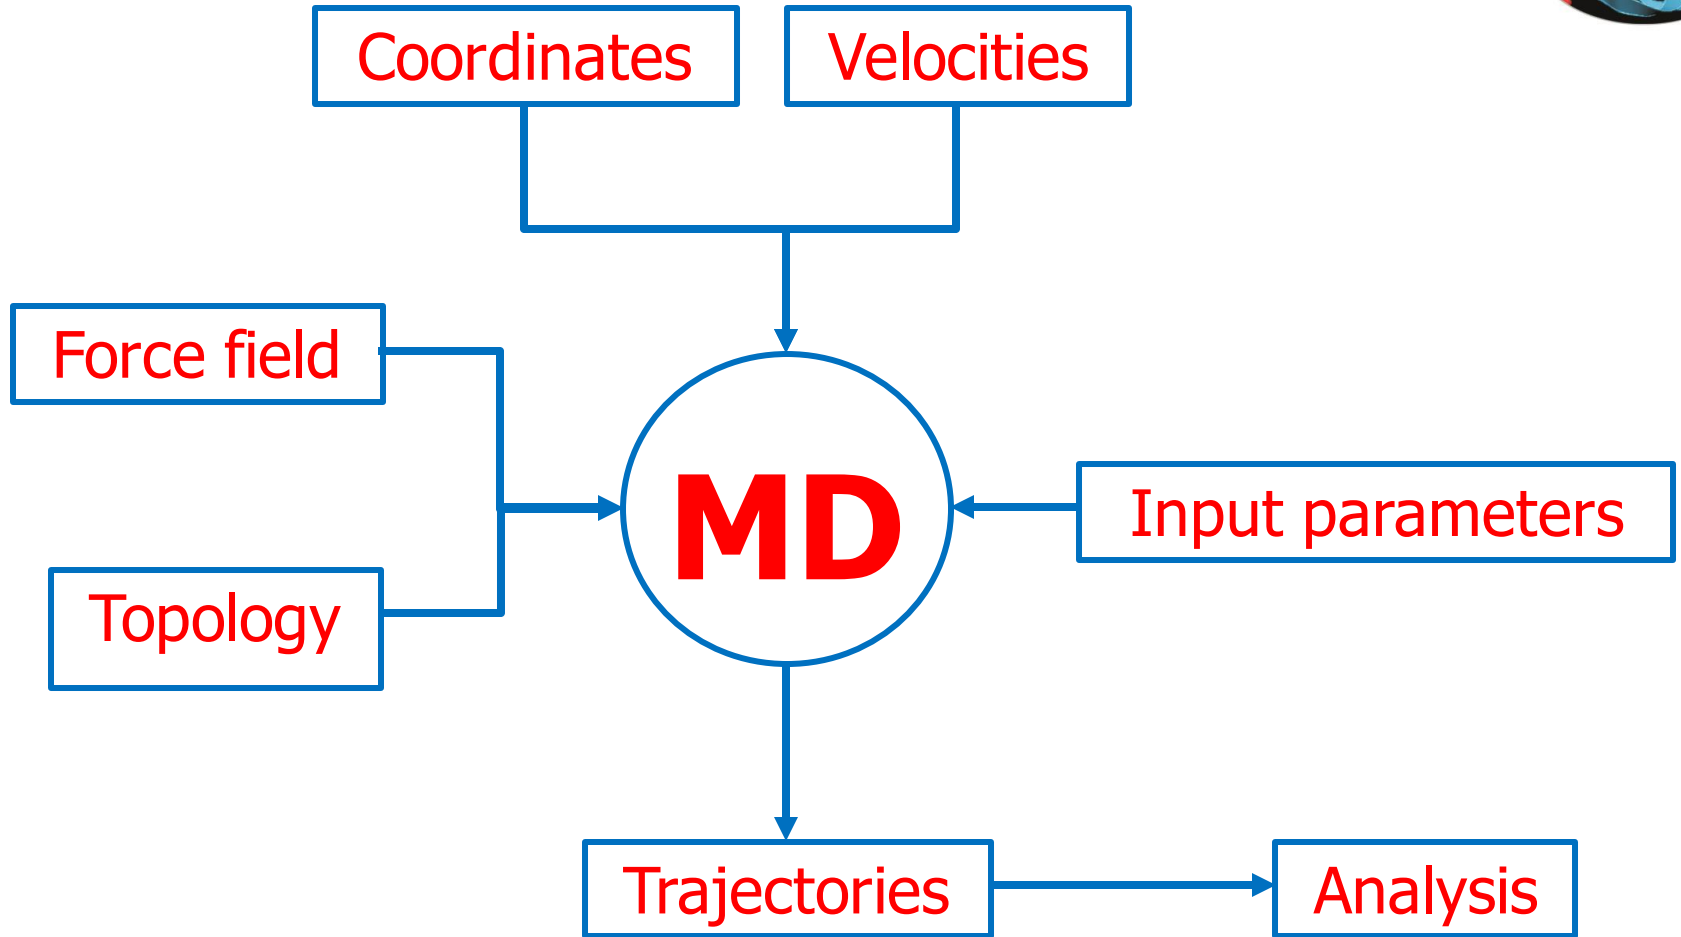 Coordinates
Velocities
Force field
MD
Input parameters
Topology
Trajectories
Analysis